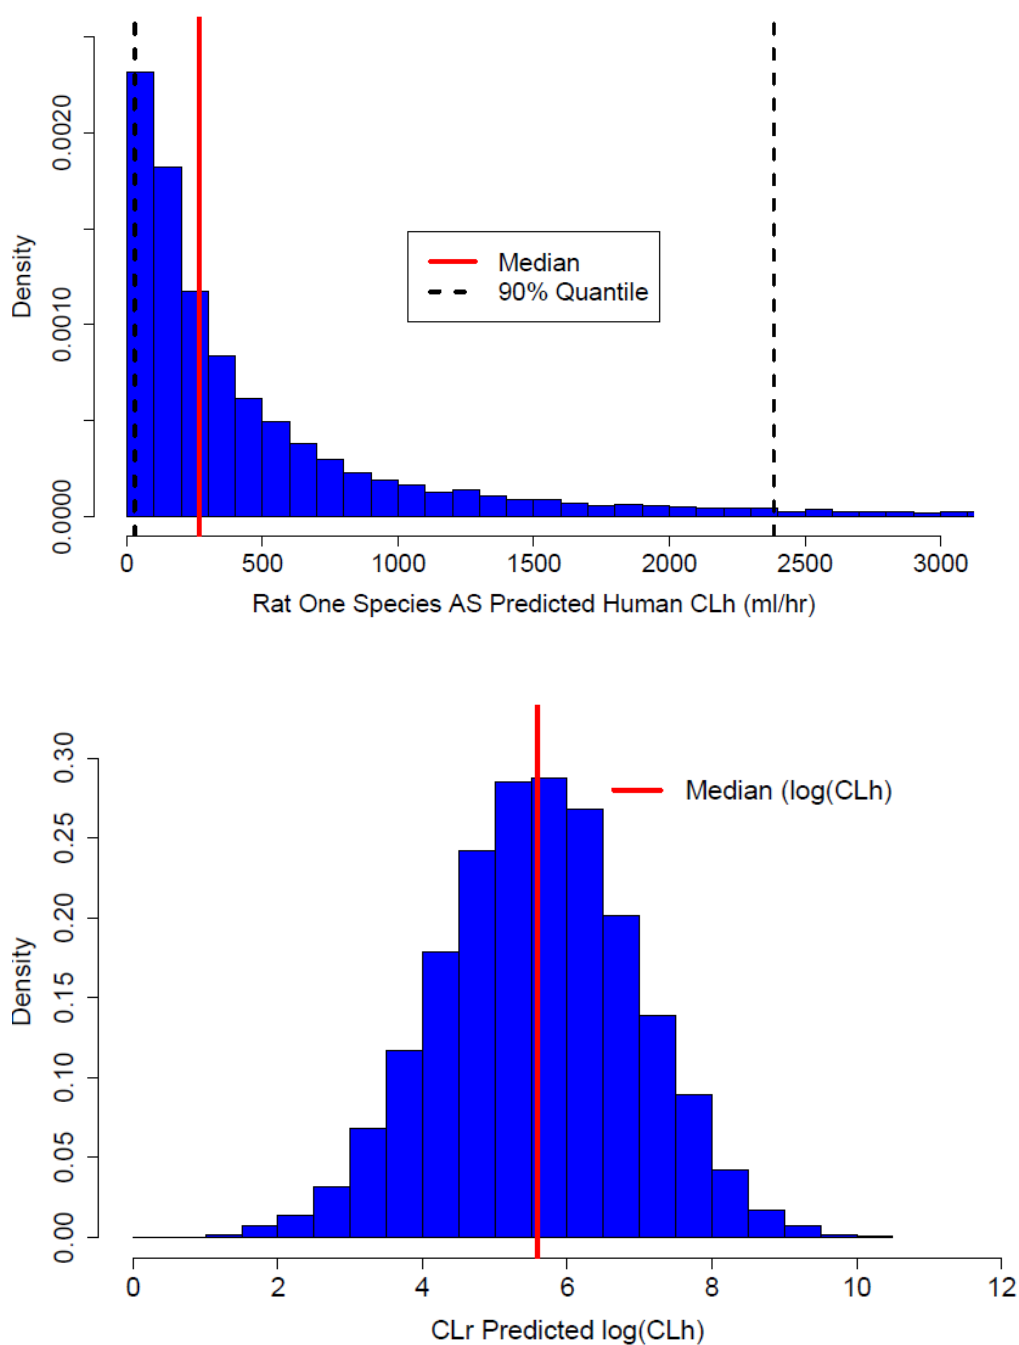 0.0020
0.0010
0.0000
Density
Median
90% Quantile
0 500 1000 1500 2000 2500 3000
Rat One Species AS Predicted Human CLh (ml/hr)
0.30
0.25
0.20
0.15
0.10
0.05
0.00
Density
Median (log(CLh)
0 2 4 6 8 10 12
CLr Predicted log(CLh)